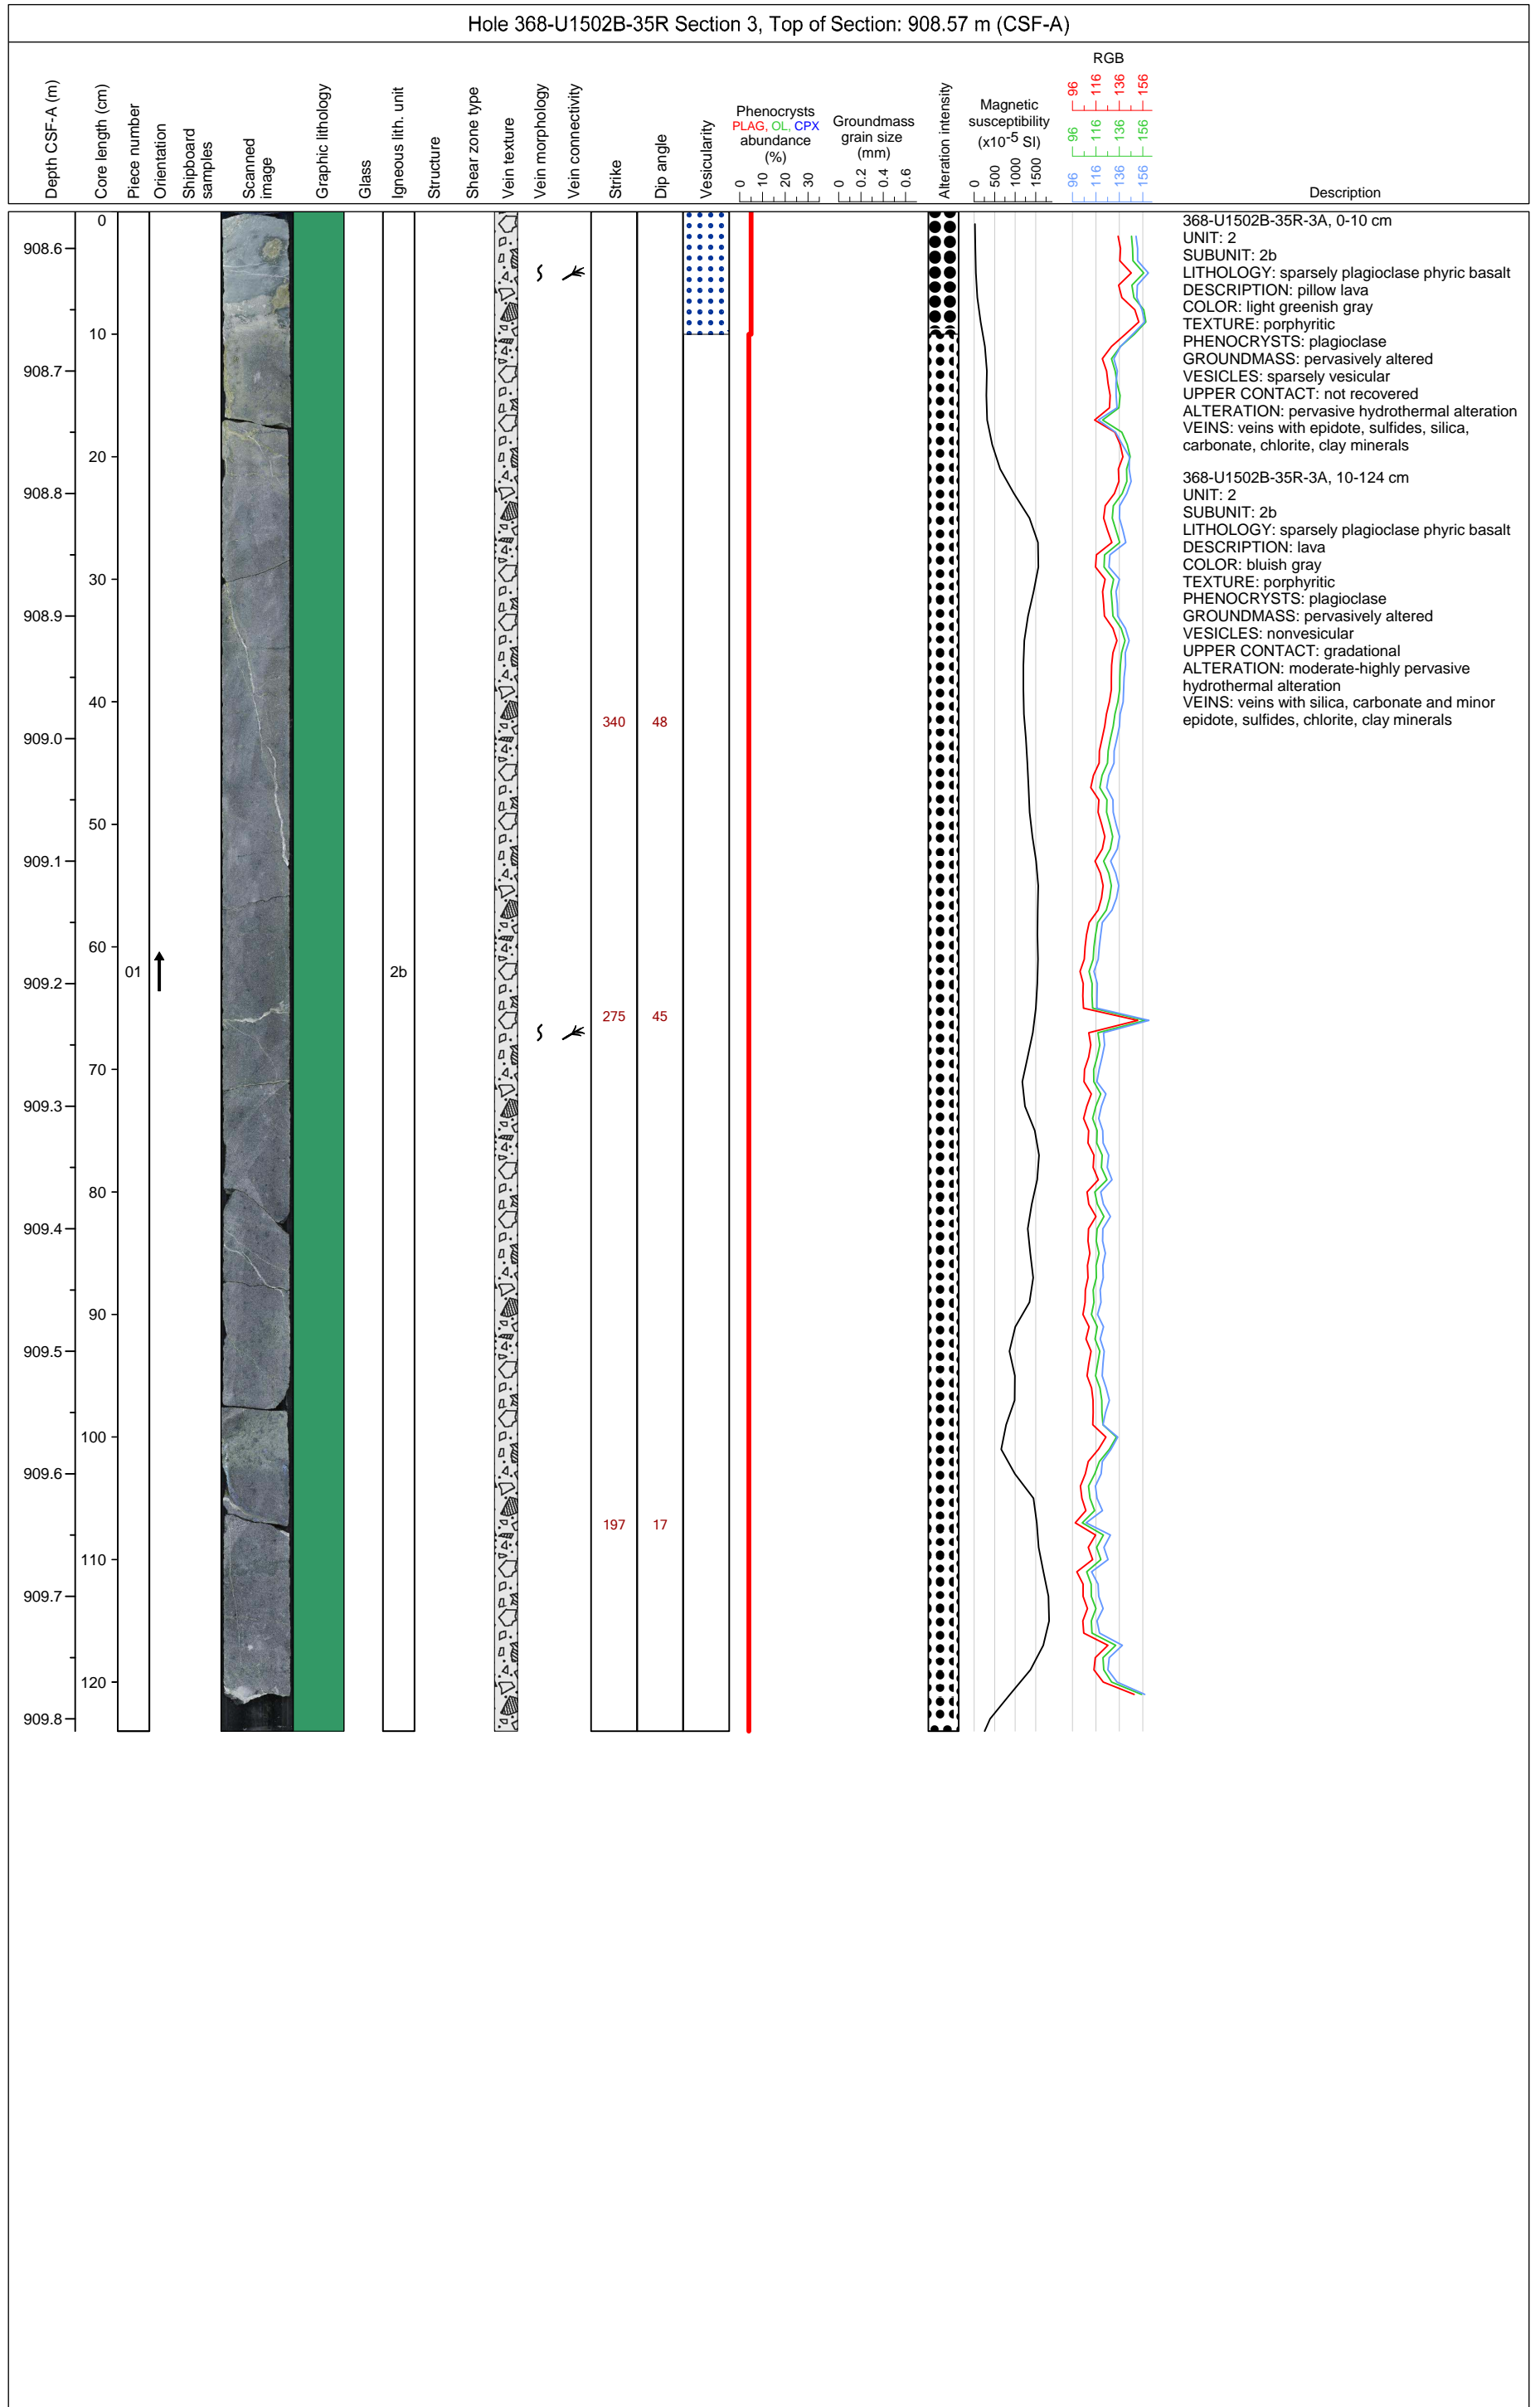 Hole 368-U1502B-35R Section 3, Top of Section: 908.57 m (CSF-A)
Depth CSF-A (m)
Core length (cm)
Piece number
Orientation
Shipboard
samples
Scanned
image
Graphic lithology
Glass
Igneous lith. unit
Structure
Shear zone type
Vein texture
Vein morphology
Vein connectivity
Strike
Dip angle
Vesicularity
Phenocrysts
PLAG, OL, CPX
abundance
(%)
0 10 20 30
Groundmass
grain size
(mm)
0 0.2 0.4 0.6
Alteration intensity
Magnetic
susceptibility
(x10-5 SI)
0 500 1000 1500
RGB
96 116 136 156
96 116 136 156
96 116 136 156
Description
908.6
908.7
908.8
908.9
909.0
909.1
909.2
909.3
909.4
909.5
909.6
909.7
909.8
0
10
20
30
40
50
60
70
80
90
100
110
120
01
2b
340 48
275 45
197 17
368-U1502B-35R-3A, 0-10 cm
UNIT: 2
SUBUNIT: 2b
LITHOLOGY: sparsely plagioclase phyric basalt
DESCRIPTION: pillow lava
COLOR: light greenish gray
TEXTURE: porphyritic
PHENOCRYSTS: plagioclase
GROUNDMASS: pervasively altered
VESICLES: sparsely vesicular
UPPER CONTACT: not recovered
ALTERATION: pervasive hydrothermal alteration
VEINS: veins with epidote, sulfides, silica,
carbonate, chlorite, clay minerals
368-U1502B-35R-3A, 10-124 cm
UNIT: 2
SUBUNIT: 2b
LITHOLOGY: sparsely plagioclase phyric basalt
DESCRIPTION: lava
COLOR: bluish gray
TEXTURE: porphyritic
PHENOCRYSTS: plagioclase
GROUNDMASS: pervasively altered
VESICLES: nonvesicular
UPPER CONTACT: gradational
ALTERATION: moderate-highly pervasive
hydrothermal alteration
VEINS: veins with silica, carbonate and minor
epidote, sulfides, chlorite, clay minerals